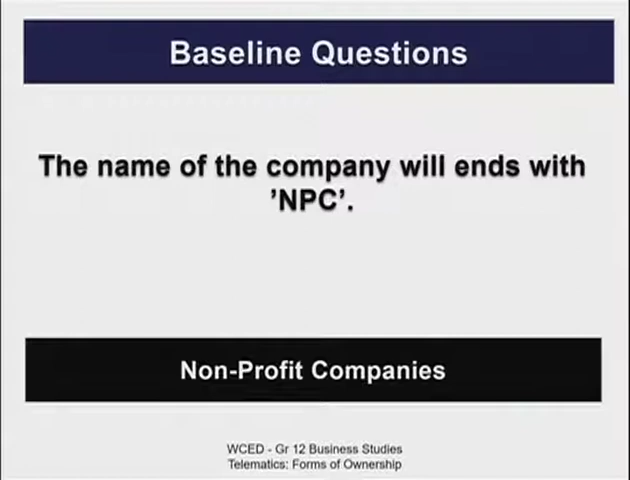 Baseline Questions
The name of the company will ends with
’NPC’.
Non-Profit Companies
WCED - Gr 12 Business Studies
Telematics: Forms of Ownership